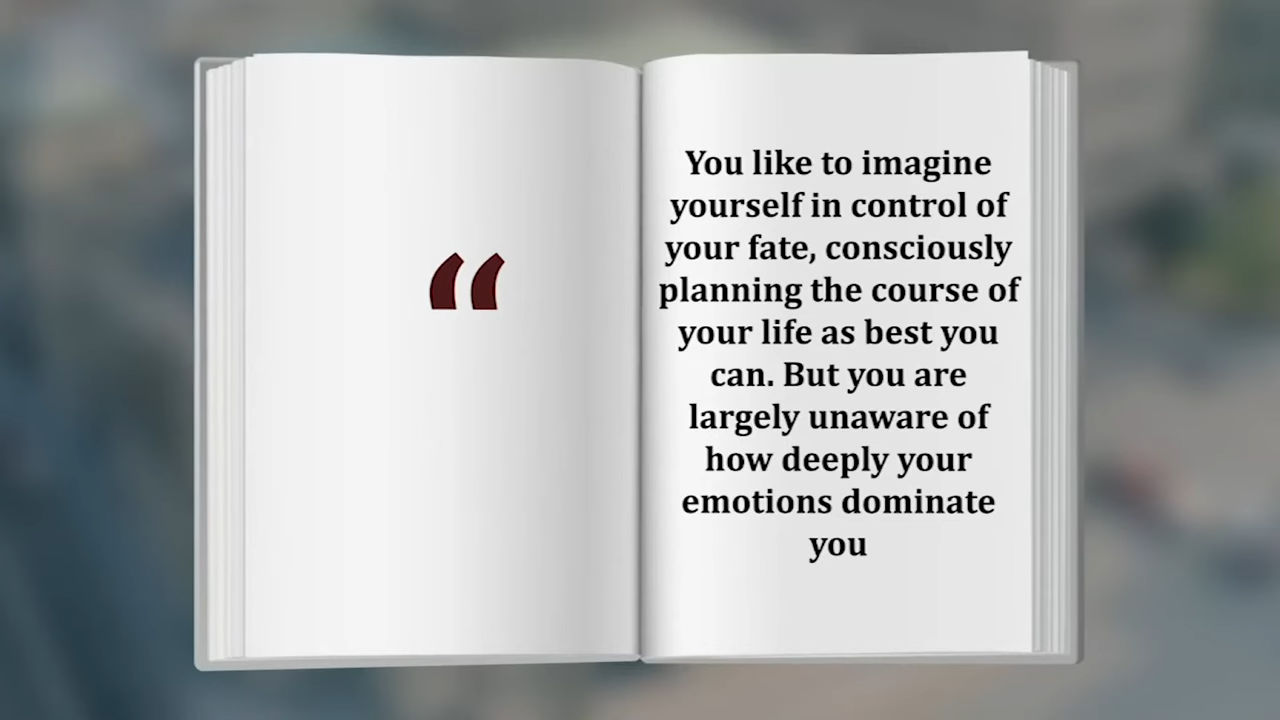 “
You like to imagine
yourself in control of
your fate, consciously
planning the course of
your life as best you
can. But you are
largely unaware of
how deeply your
emotions dominate
you